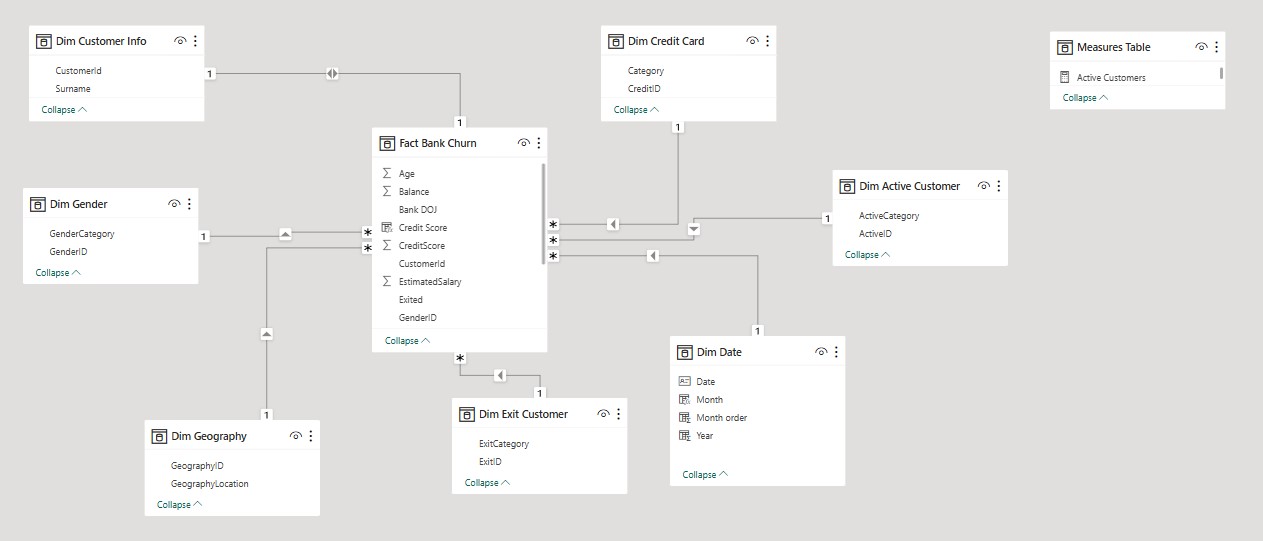 Dim Customer Info
CustomerId
Surname
Collapse
Dim Credit Card
Category
CreditID
Collapse
Measures Table
Active Customers
Collapse
1
1
1
Fact Bank Churn
Age
Balance
Bank DOJ
Credit Score
CreditScore
CustomerId
EstimatedSalary
Exited
GenderID
Collapse
Dim Gender
GenderCategory
GenderID
Collapse
1
*
*
*
*
*
1
Dim Active Customer
ActiveCategory
ActiveID
Collapse
1
Dim Date
Date
Month
Month order
Year
Collapse
*
1
Dim Exit Customer
ExitCategory
ExitID
Collapse
1
Dim Geography
GeographyID
GeographyLocation
Collapse